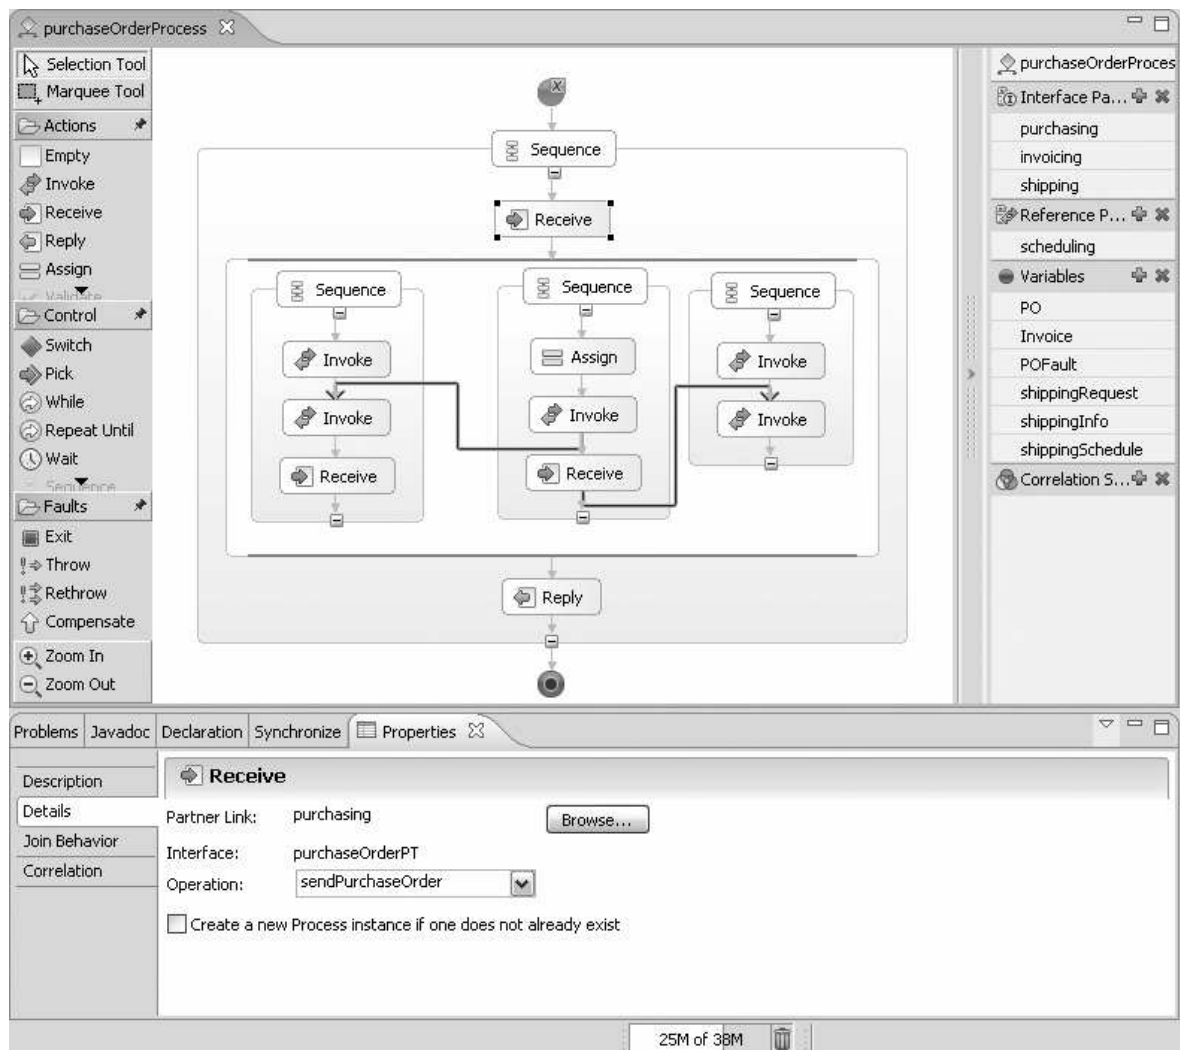 purchaseOrderProcess
Selection Tool
Marquee Tool
Actions
Empty
Invoke
Receive
Reply
Assign
Validate
Control
Switch
Pick
While
Repeat Until
Wait
Sequence
Faults
Exit
Throw
Rethrow
Compensate
Zoom In
Zoom Out
Sequence
Receive
Sequence
Invoke
Invoke
Receive
Sequence
Assign
Invoke
Receive
Sequence
Invoke
Invoke
Reply
purchaseOrderProces
Interface Pa...
purchasing
invoicing
shipping
Reference P...
scheduling
Variables
PO
Invoice
POFault
shippingRequest
shippingInfo
shippingSchedule
Correlation S...
Problems Javadoc Declaration Synchronize Properties
Description
Details
Join Behavior
Correlation
Receive
Partner Link: purchasing Browse...
Interface: purchaseOrderPT
Operation: sendPurchaseOrder
Create a new Process instance if one does not already exist
25M of 38M